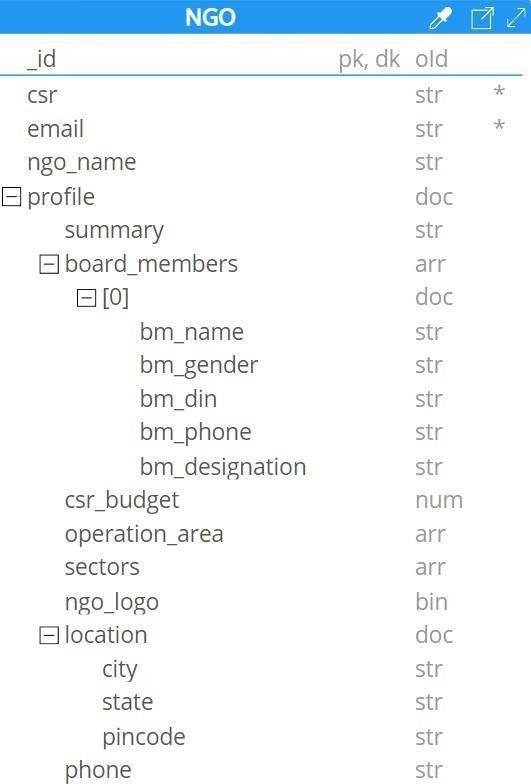 NGO
_id pk, dk old
csr str *
email str *
ngo_name str
profile doc
summary str
board_members arr
[0] doc
bm_name str
bm_gender str
bm_din str
bm_phone str
bm_designation str
csr_budget num
operation_area arr
sectors arr
ngo_logo bin
location doc
city str
state str
pincode str
phone str